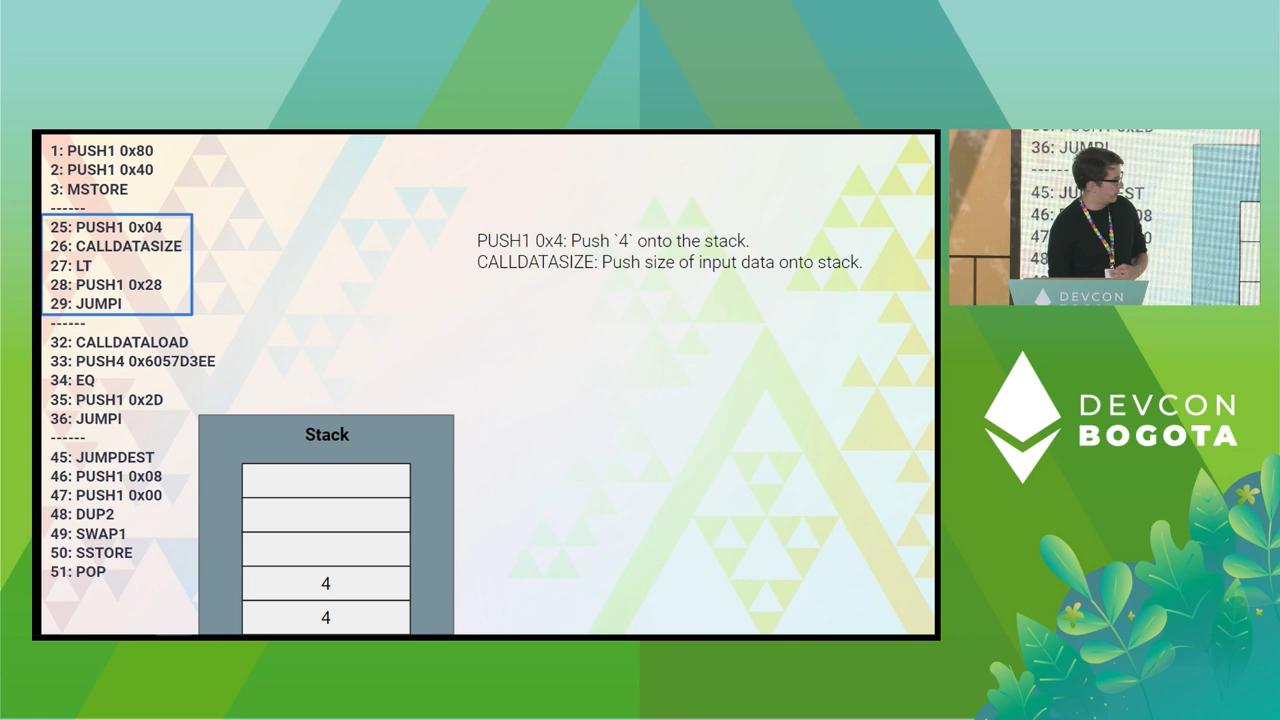 1: PUSH1 0x80
2: PUSH1 0x40
3: MSTORE
------
25: PUSH1 0x04
26: CALLDATASIZE
27: LT
28: PUSH1 0x28
29: JUMPI
------
32: CALLDATALOAD
33: PUSH4 0x6057D3EE
34: EQ
35: PUSH1 0x2D
36: JUMPI
------
45: JUMPDEST
46: PUSH1 0x08
47: PUSH1 0x00
48: DUP2
49: SWAP1
50: SSTORE
51: POP
PUSH1 0x4: Push `4` onto the stack.
CALLDATASIZE: Push size of input data onto stack.
Stack
4
4
36: JUMPI
------
45:
46:
DEVCON
DEVCON
BOGOTA